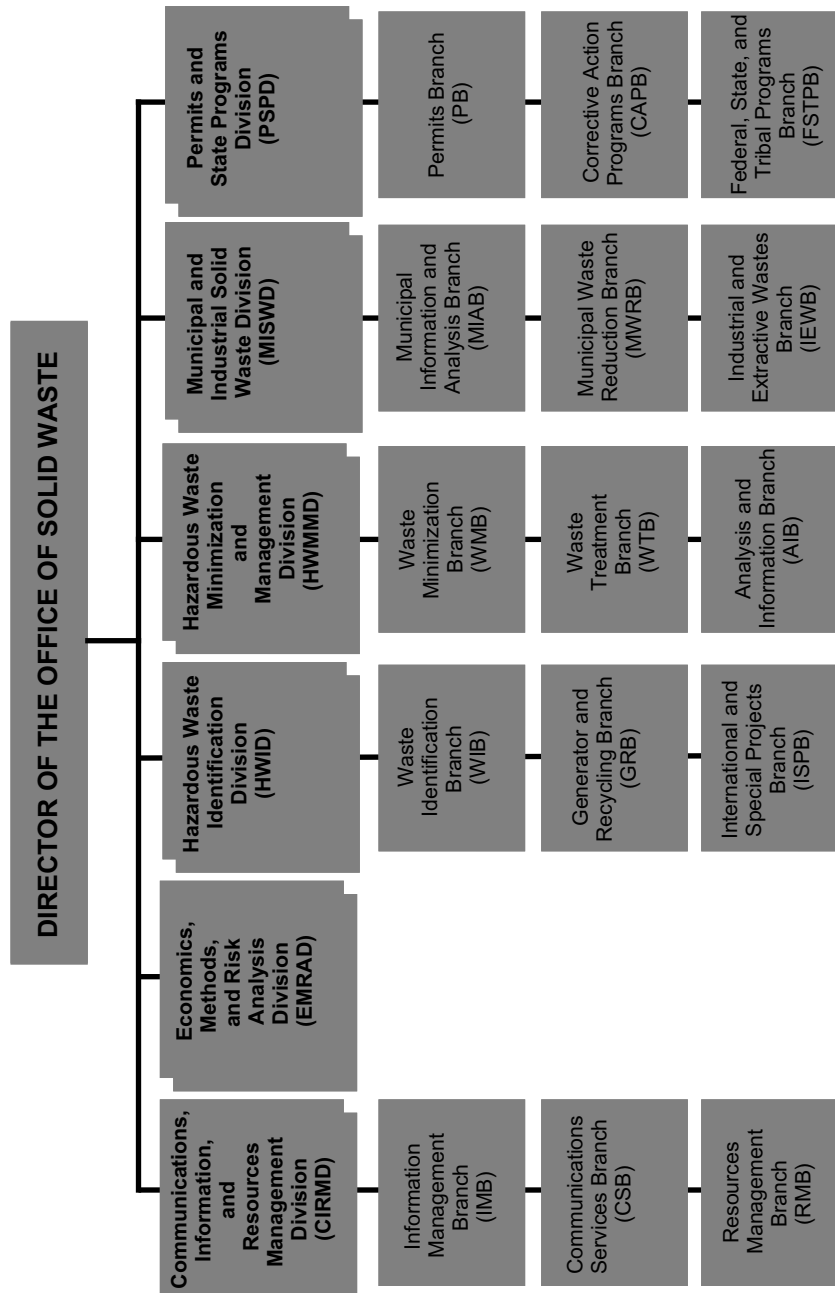 DIRECTOR OF THE OFFICE OF SOLID WASTE
Communications,
Information,
and
Resources
Management
Division
(CIRMD)
Economics,
Methods,
and Risk
Analysis
Division
(EMRAD)
Hazardous Waste
Identification
Division
(HWID)
Hazardous Waste
Minimization
and
Management
Division
(HWMMD)
Municipal and
Industrial Solid
Waste Division
(MISWD)
Permits and
State Programs
Division
(PSPD)
Information
Management
Branch
(IMB)
Waste
Identification
Branch
(WIB)
Waste
Minimization
Branch
(WMB)
Municipal
Information and
Analysis Branch
(MIAB)
Permits Branch
(PB)
Communications
Services Branch
(CSB)
Generator and
Recycling Branch
(GRB)
Waste
Treatment
Branch
(WTB)
Municipal Waste
Reduction Branch
(MWRB)
Corrective Action
Programs Branch
(CAPB)
Resources
Management
Branch
(RMB)
International and
Special Projects
Branch
(ISPB)
Analysis and
Information Branch
(AIB)
Industrial and
Extractive Wastes
Branch
(IEWB)
Federal, State, and
Tribal Programs
Branch
(FSTPB)